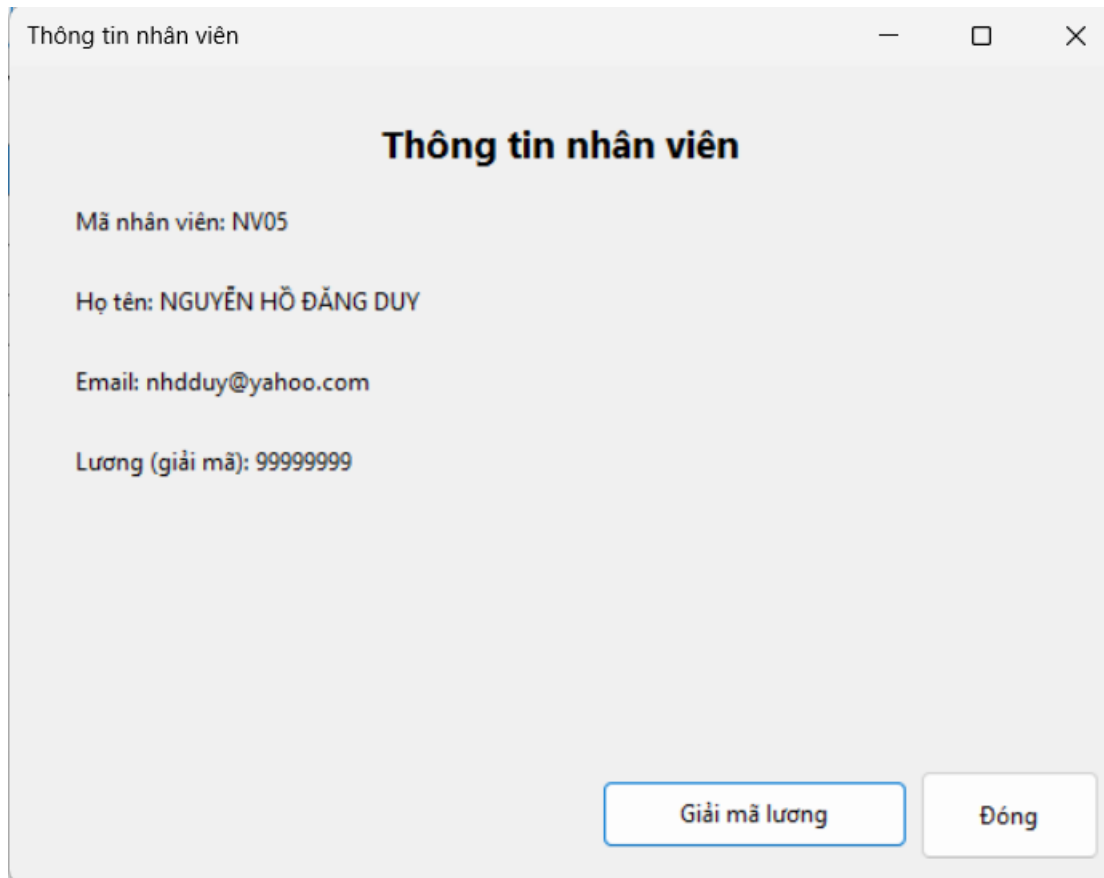 Thông tin nhân viên
Thông tin nhân viên
Mã nhân viên: NV05
Họ tên: NGUYỄN HỒ ĐĂNG DUY
Email: nhdduy@yahoo.com
Lương (giải mã): 99999999
Giải mã lương
Đóng